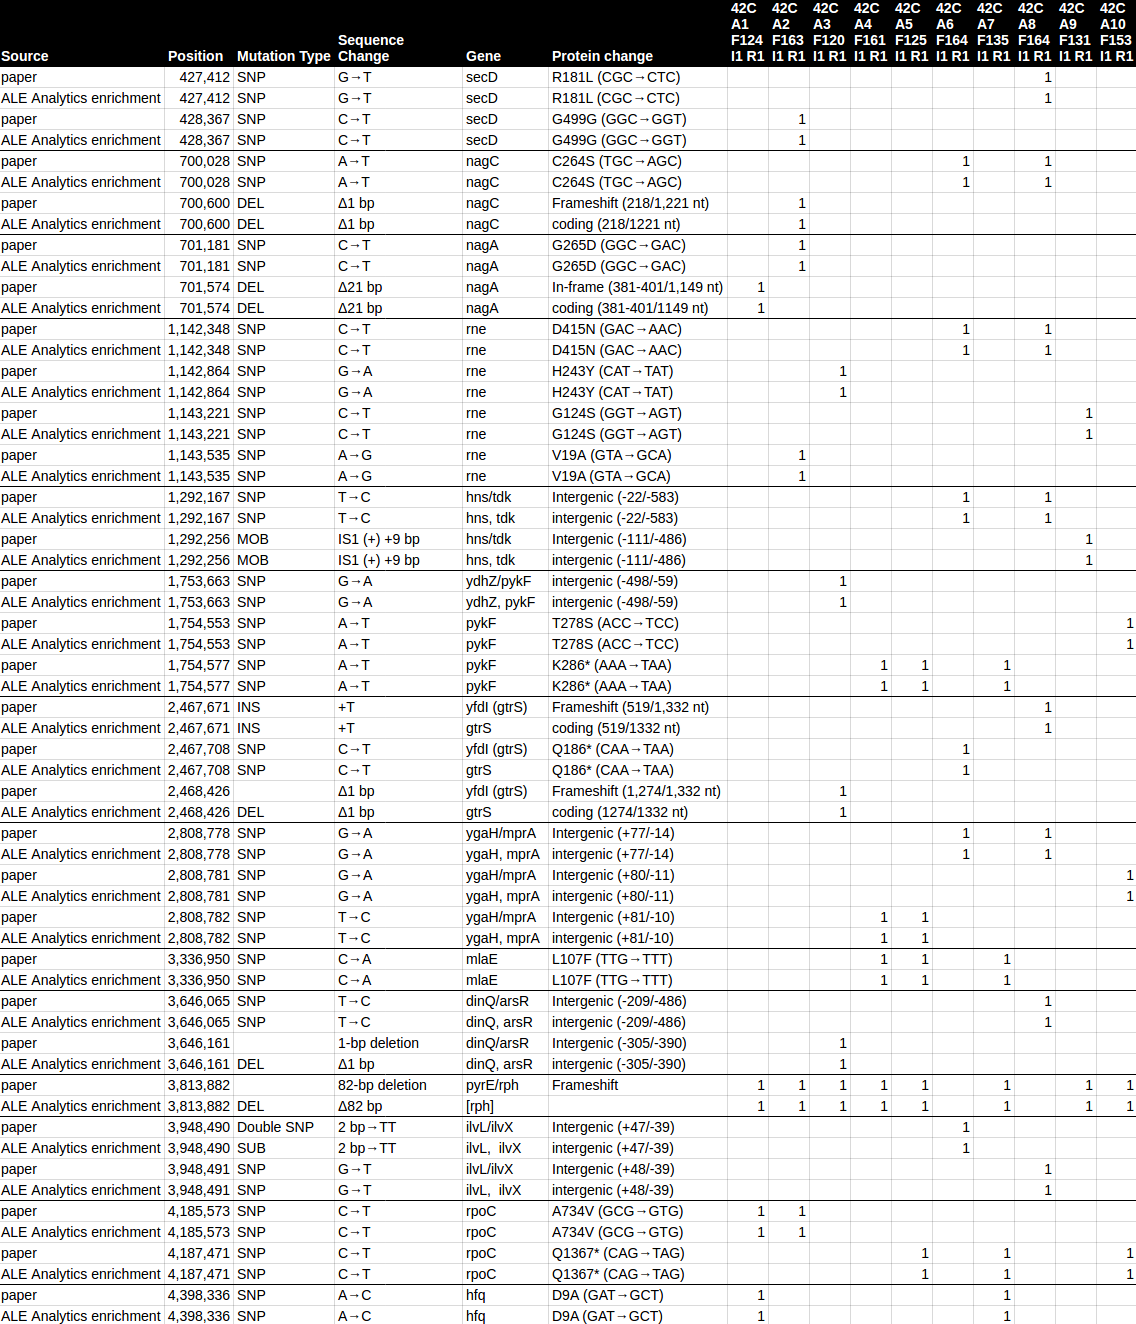 42C 42C 42C 42C 42C 42C 42C 42C 42C 42C
A1 A2 A3 A4 A5 A6 A7 A8 A9 A10
Sequence F124 F163 F120 F161 F125 F164 F135 F164 F131 F153
Source Position Mutation Type Change Gene Protein change I1 R1 I1 R1 I1 R1 I1 R1 I1 R1 I1 R1 I1 R1 I1 R1 I1 R1 I1 R1
paper 427,412 SNP G→T secD R181L (CGC→CTC) 1
ALE Analytics enrichment 427,412 SNP G→T secD R181L (CGC→CTC) 1
paper 428,367 SNP C→T secD G499G (GGC→GGT) 1
ALE Analytics enrichment 428,367 SNP C→T secD G499G (GGC→GGT) 1
paper 700,028 SNP A→T nagC C264S (TGC→AGC) 1 1
ALE Analytics enrichment 700,028 SNP A→T nagC C264S (TGC→AGC) 1 1
paper 700,600 DEL Δ1 bp nagC Frameshift (218/1,221 nt) 1
ALE Analytics enrichment 700,600 DEL Δ1 bp nagC coding (218/1221 nt) 1
paper 701,181 SNP C→T nagA G265D (GGC→GAC) 1
ALE Analytics enrichment 701,181 SNP C→T nagA G265D (GGC→GAC) 1
paper 701,574 DEL Δ21 bp nagA In-frame (381-401/1,149 nt) 1
ALE Analytics enrichment 701,574 DEL Δ21 bp nagA coding (381-401/1149 nt) 1
paper 1,142,348 SNP C→T rne D415N (GAC→AAC) 1 1
ALE Analytics enrichment 1,142,348 SNP C→T rne D415N (GAC→AAC) 1 1
paper 1,142,864 SNP G→A rne H243Y (CAT→TAT) 1
ALE Analytics enrichment 1,142,864 SNP G→A rne H243Y (CAT→TAT) 1
paper 1,143,221 SNP C→T rne G124S (GGT→AGT) 1
ALE Analytics enrichment 1,143,221 SNP C→T rne G124S (GGT→AGT) 1
paper 1,143,535 SNP A→G rne V19A (GTA→GCA) 1
ALE Analytics enrichment 1,143,535 SNP A→G rne V19A (GTA→GCA) 1
paper 1,292,167 SNP T→C hns/tdk Intergenic (-22/-583) 1 1
ALE Analytics enrichment 1,292,167 SNP T→C hns, tdk intergenic (-22/-583) 1 1
paper 1,292,256 MOB IS1 (+) +9 bp hns/tdk Intergenic (-111/-486) 1
ALE Analytics enrichment 1,292,256 MOB IS1 (+) +9 bp hns, tdk intergenic (-111/-486) 1
paper 1,753,663 SNP G→A ydhZ/pykF intergenic (-498/-59) 1
ALE Analytics enrichment 1,753,663 SNP G→A ydhZ, pykF intergenic (-498/-59) 1
paper 1,754,553 SNP A→T pykF T278S (ACC→TCC) 1
ALE Analytics enrichment 1,754,553 SNP A→T pykF T278S (ACC→TCC) 1
paper 1,754,577 SNP A→T pykF K286* (AAA→TAA) 1 1 1
ALE Analytics enrichment 1,754,577 SNP A→T pykF K286* (AAA→TAA) 1 1 1
paper 2,467,671 INS +T yfdI (gtrS) Frameshift (519/1,332 nt) 1
ALE Analytics enrichment 2,467,671 INS +T gtrS coding (519/1332 nt) 1
paper 2,467,708 SNP C→T yfdI (gtrS) Q186* (CAA→TAA) 1
ALE Analytics enrichment 2,467,708 SNP C→T gtrS Q186* (CAA→TAA) 1
paper 2,468,426 Δ1 bp yfdI (gtrS) Frameshift (1,274/1,332 nt) 1
ALE Analytics enrichment 2,468,426 DEL Δ1 bp gtrS coding (1274/1332 nt) 1
paper 2,808,778 SNP G→A ygaH/mprA Intergenic (+77/-14) 1 1
ALE Analytics enrichment 2,808,778 SNP G→A ygaH, mprA intergenic (+77/-14) 1 1
paper 2,808,781 SNP G→A ygaH/mprA Intergenic (+80/-11) 1
ALE Analytics enrichment 2,808,781 SNP G→A ygaH, mprA intergenic (+80/-11) 1
paper 2,808,782 SNP T→C ygaH/mprA Intergenic (+81/-10) 1 1
ALE Analytics enrichment 2,808,782 SNP T→C ygaH, mprA intergenic (+81/-10) 1 1
paper 3,336,950 SNP C→A mlaE L107F (TTG→TTT) 1 1 1
ALE Analytics enrichment 3,336,950 SNP C→A mlaE L107F (TTG→TTT) 1 1 1
paper 3,646,065 SNP T→C dinQ/arsR Intergenic (-209/-486) 1
ALE Analytics enrichment 3,646,065 SNP T→C dinQ, arsR intergenic (-209/-486) 1
paper 3,646,161 1-bp deletion dinQ/arsR Intergenic (-305/-390) 1
ALE Analytics enrichment 3,646,161 DEL Δ1 bp dinQ, arsR intergenic (-305/-390) 1
paper 3,813,882 82-bp deletion pyrE/rph Frameshift 1 1 1 1 1 1 1 1
ALE Analytics enrichment 3,813,882 DEL Δ82 bp [rph] 1 1 1 1 1 1 1 1
paper 3,948,490 Double SNP 2 bp→TT ilvL/ilvX Intergenic (+47/-39) 1
ALE Analytics enrichment 3,948,490 SUB 2 bp→TT ilvL, ilvX intergenic (+47/-39) 1
paper 3,948,491 SNP G→T ilvL/ilvX Intergenic (+48/-39) 1
ALE Analytics enrichment 3,948,491 SNP G→T ilvL, ilvX intergenic (+48/-39) 1
paper 4,185,573 SNP C→T rpoC A734V (GCG→GTG) 1 1
ALE Analytics enrichment 4,185,573 SNP C→T rpoC A734V (GCG→GTG) 1 1
paper 4,187,471 SNP C→T rpoC Q1367* (CAG→TAG) 1 1 1
ALE Analytics enrichment 4,187,471 SNP C→T rpoC Q1367* (CAG→TAG) 1 1 1
paper 4,398,336 SNP A→C hfq D9A (GAT→GCT) 1 1
ALE Analytics enrichment 4,398,336 SNP A→C hfq D9A (GAT→GCT) 1 1